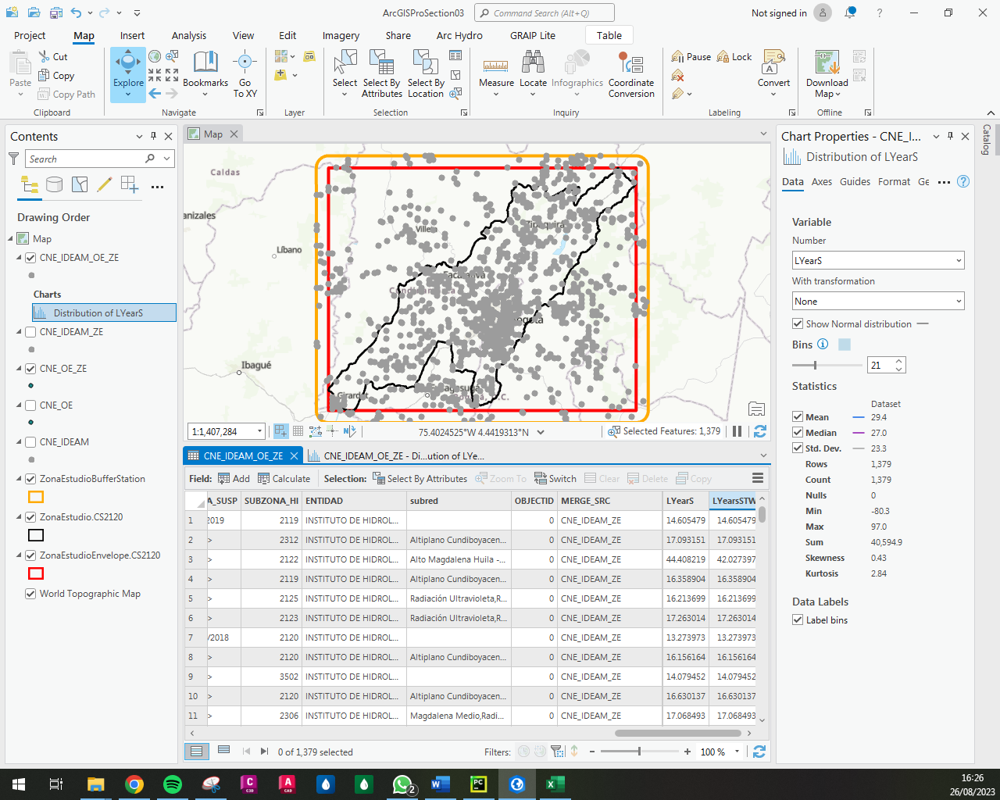 ArcGISProSection03
Command Search (Alt+Q)
Not signed in
?
Project
Map
Insert
Analysis
View
Edit
Imagery
Share
Arc Hydro
GRAIP Lite
Table
Paste
Cut
Copy
Copy Path
Clipboard
Explore
Bookmarks
Go To XY
Navigate
Layer
Select
Select By Attributes
Select By Location
Selection
Measure
Locate
Infographics
Coordinate Conversion
Inquiry
Pause
Lock
Convert
Labeling
Download Map
Offline
Contents
Search
Drawing Order
Map
CNE_IDEAM_OE_ZE
Charts
Distribution of LYearS
CNE_IDEAM_ZE
CNE_OE_ZE
CNE_OE
CNE_IDEAM
ZonaEstudioBufferStation
ZonaEstudio.CS2120
ZonaEstudioEnvelope.CS2120
World Topographic Map
Map
Caldas
anizales
Líbano
Ibagué
Girardot
1:1,407,284
75.4024525°W 4.4419313°N
Selected Features: 1,379
CNE_IDEAM_OE_ZE
CNE_IDEAM_OE_ZE - Di...ution of LYe...
Field: Add Calculate Selection: Select By Attributes Zoom To Switch Clear Delete Copy
A_SUSP SUBZONA_HI ENTIDAD subred OBJECTID MERGE_SRC LYearS LYearsSTW
1 2019 2119 INSTITUTO DE HIDROL... 0 CNE_IDEAM_ZE 14.605479 14.605479
2 > 2312 INSTITUTO DE HIDROL... Altiplano Cundiboyacen... 0 CNE_IDEAM_ZE 17.093151 17.093151
3 > 2122 INSTITUTO DE HIDROL... Alto Magdalena Huila -... 0 CNE_IDEAM_ZE 44.408219 42.027397
4 > 2119 INSTITUTO DE HIDROL... Altiplano Cundiboyacen... 0 CNE_IDEAM_ZE 16.358904 16.358904
5 > 2125 INSTITUTO DE HIDROL... Radiación Ultravioleta,R... 0 CNE_IDEAM_ZE 16.213699 16.213699
6 > 2123 INSTITUTO DE HIDROL... Radiación Ultravioleta,R... 0 CNE_IDEAM_ZE 17.263014 17.263014
7 /2018 2120 INSTITUTO DE HIDROL... 0 CNE_IDEAM_ZE 13.273973 13.273973
8 > 2120 INSTITUTO DE HIDROL... Altiplano Cundiboyacen... 0 CNE_IDEAM_ZE 16.156164 16.156164
9 > 3502 INSTITUTO DE HIDROL... 0 CNE_IDEAM_ZE 14.079452 14.079452
10 > 2120 INSTITUTO DE HIDROL... Altiplano Cundiboyacen... 0 CNE_IDEAM_ZE 16.630137 16.630137
11 > 2306 INSTITUTO DE HIDROL... Magdalena Medio,Radi... 0 CNE_IDEAM_ZE 17.068493 17.068493
0 of 1,379 selected
Filters:
100 %
Chart Properties - CNE_I...
Distribution of LYearS
Data Axes Guides Format Ge ...
Variable
Number
LYearS
With transformation
None
Show Normal distribution
Bins
21
Statistics
Dataset
Mean 29.4
Median 27.0
Std. Dev. 23.3
Rows 1,379
Count 1,379
Nulls 0
Min -80.3
Max 97.0
Sum 40,594.9
Skewness 0.43
Kurtosis 2.84
Data Labels
Label bins
Catalog
2
16:26
26/08/2023